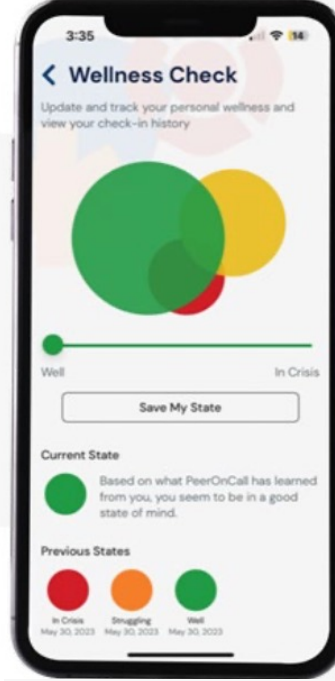 3:35
14
Wellness Check
Update and track your personal wellness and
view your check-in history
Well
In Crisis
Save My State
Current State
Based on what PeerOnCall has learned
from you, you seem to be in a good
state of mind.
Previous States
In Crisis
Struggling
Well
May 30, 2023
May 30, 2023
May 30, 2023